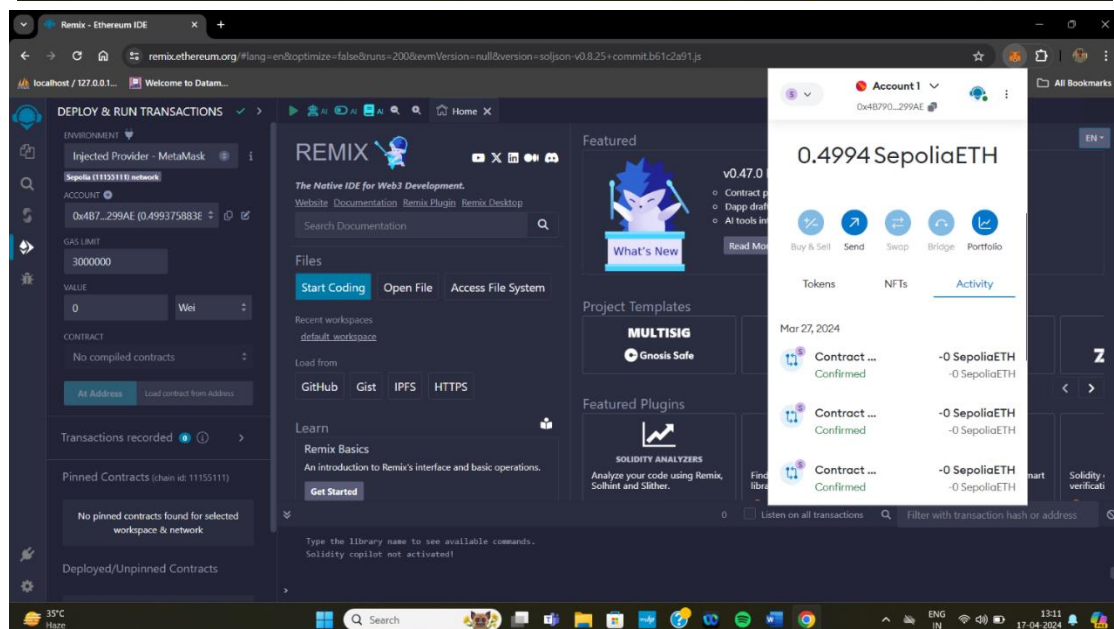 Remix - Ethereum IDE
remix.ethereum.org/#lang=en&optimize=false&runs=200&evmVersion=null&version=soljson-v0.8.25+commit.b61c2a91.js
localhost / 127.0.0.1...
Welcome to Datam...
All Bookmarks
DEPLOY & RUN TRANSACTIONS
ENVIRONMENT
Injected Provider - MetaMask
Sepolia (11155111) network
ACCOUNT
0x4B7...299AE (0.499375883E
GAS LIMIT
3000000
VALUE
0
Wei
CONTRACT
No compiled contracts
At Address
Load contract from Address
Transactions recorded 0
Pinned Contracts (chain id: 11155111)
No pinned contracts found for selected
workspace & network
Deployed/Unpinned Contracts
AI
AI
AI
Home
REMIX
The Native IDE for Web3 Development.
Website Documentation Remix Plugin Remix Desktop
Search Documentation
Files
Start Coding
Open File
Access File System
Recent workspaces
default_workspace
Load from
GitHub
Gist
IPFS
HTTPS
Learn
Remix Basics
An introduction to Remix's interface and basic operations.
Get Started
Featured
EN
What's New
v0.47.0
Contract p
Dapp draf
AI tools in
Read Mo
Project Templates
MULTISIG
Gnosis Safe
Z
Featured Plugins
SOLIDITY ANALYZERS
Analyze your code using Remix,
Solhint and Slither.
Find
libra
mart
Solidity
verificati
S
Account 1
0x4B790...299AE
0.4994 SepoliaETH
Buy & Sell
Send
Swap
Bridge
Portfolio
Tokens
NFTs
Activity
Mar 27, 2024
Contract ...
-0 SepoliaETH
Confirmed
-0 SepoliaETH
Contract ...
-0 SepoliaETH
Confirmed
-0 SepoliaETH
Contract ...
-0 SepoliaETH
Confirmed
-0 SepoliaETH
0
Listen on all transactions
Filter with transaction hash or address
Type the library name to see available commands.
Solidity copilot not activated!
>
35°C
Haze
Search
ENG
IN
13:11
17-04-2024